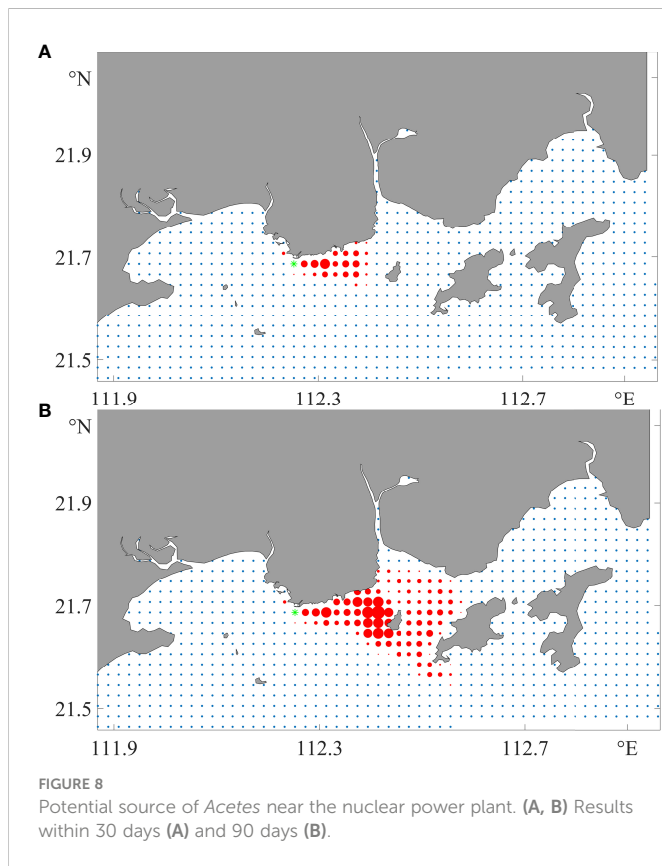 A
°N
21.9
21.7
21.5
111.9 112.3 112.7 °E
B
°N
21.9
21.7
21.5
111.9 112.3 112.7 °E
FIGURE 8
Potential source of Acetes near the nuclear power plant. (A, B) Results
within 30 days (A) and 90 days (B).